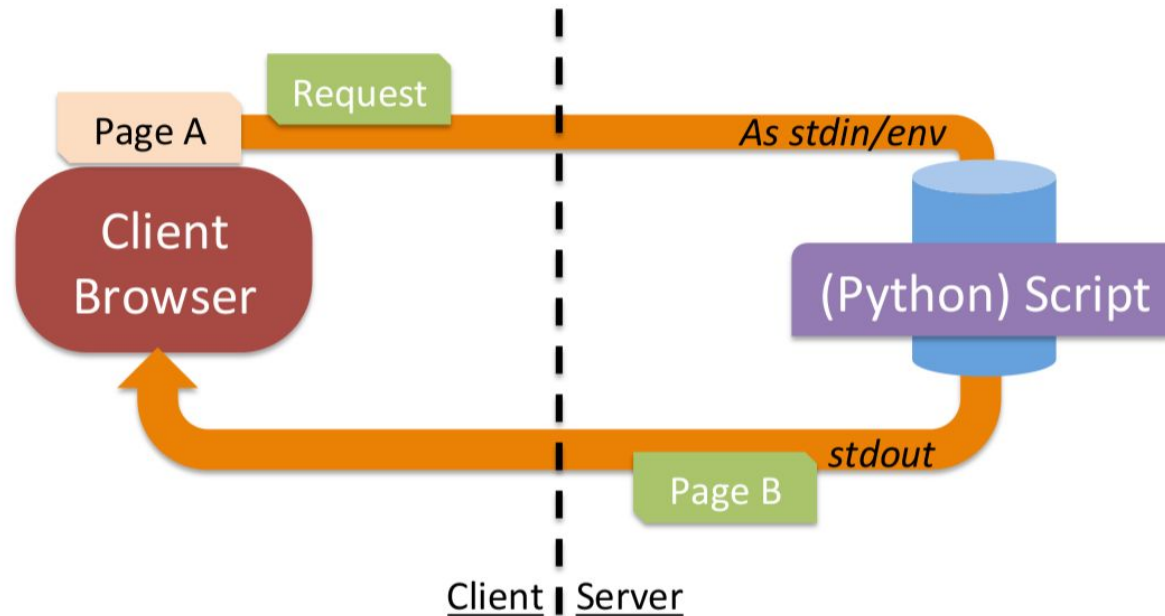 Request
Page A
As stdin/env
Client
Browser
(Python) Script
stdout
Page B
Client Server